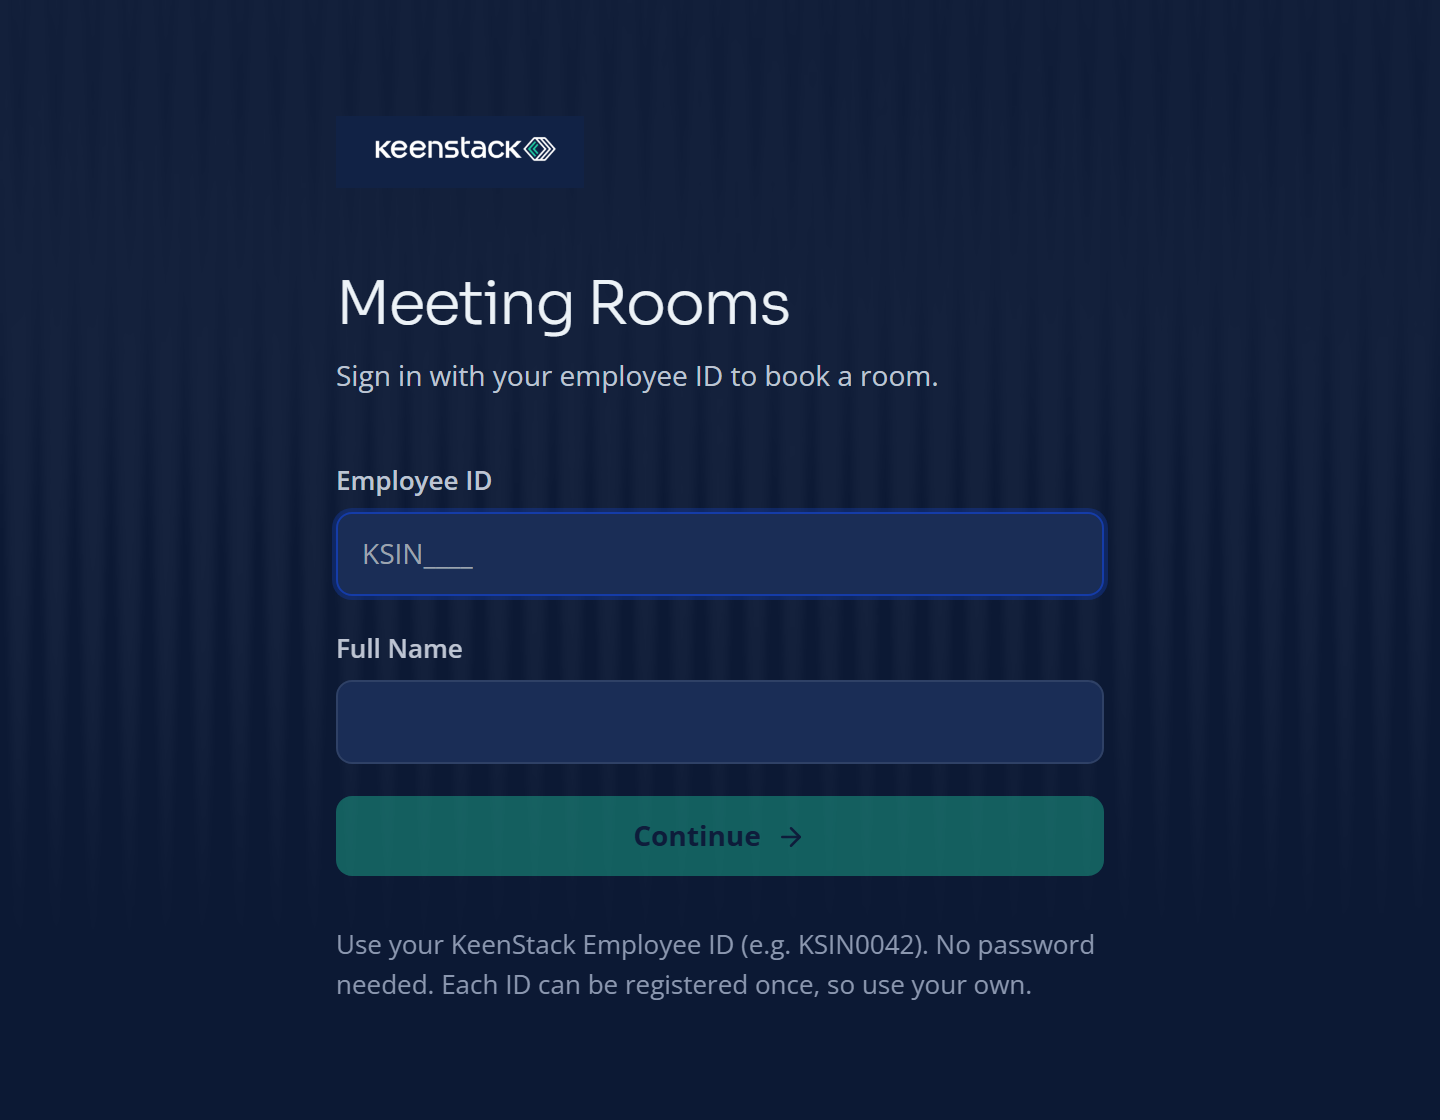 keenstack
Meeting Rooms
Sign in with your employee ID to book a room.
Employee ID
KSIN____
Full Name
Continue →
Use your KeenStack Employee ID (e.g. KSIN0042). No password
needed. Each ID can be registered once, so use your own.